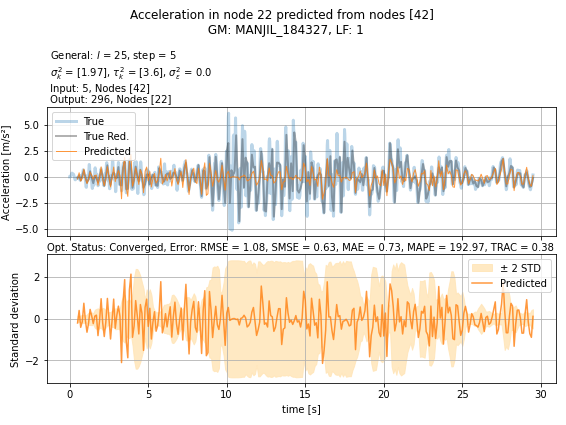 Acceleration in node 22 predicted from nodes [42]
GM: MANJIL_184327, LF: 1
General: l = 25, step = 5
σ²ₖ = [1.97], τ²ₖ = [3.6], σ²ε = 0.0
Input: 5, Nodes [42]
Output: 296, Nodes [22]
Acceleration [m/s²]
5.0
2.5
0.0
−2.5
−5.0
True
True Red.
Predicted
Opt. Status: Converged, Error: RMSE = 1.08, SMSE = 0.63, MAE = 0.73, MAPE = 192.97, TRAC = 0.38
Standard deviation
2
0
−2
± 2 STD
Predicted
0 5 10 15 20 25 30
time [s]